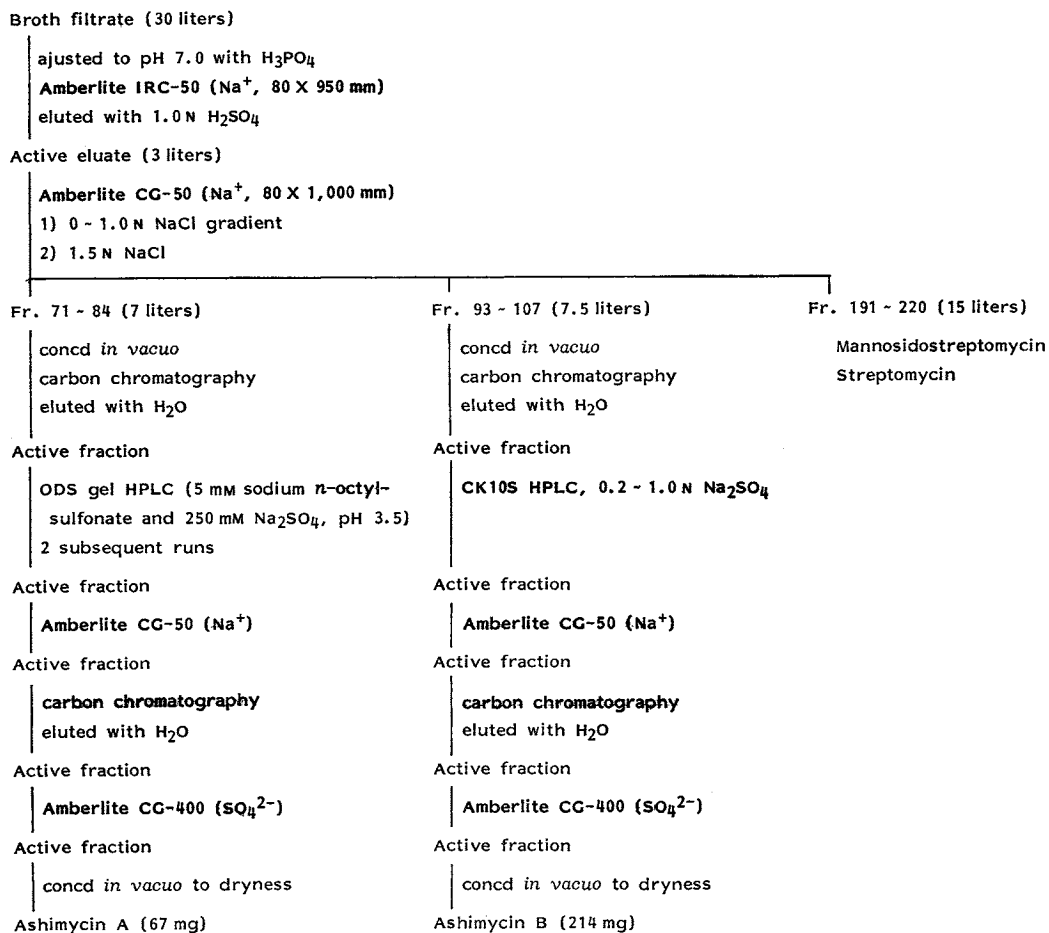 Broth filtrate (30 liters)
ajusted to pH 7.0 with H₃PO₄
Amberlite IRC-50 (Na⁺, 80 X 950 mm)
eluted with 1.0 N H₂SO₄
Active eluate (3 liters)
Amberlite CG-50 (Na⁺, 80 X 1,000 mm)
1) 0 ~ 1.0 N NaCl gradient
2) 1.5 N NaCl
Fr. 71 ~ 84 (7 liters)
concd in vacuo
carbon chromatography
eluted with H₂O
Active fraction
ODS gel HPLC (5 mM sodium n-octyl-
sulfonate and 250 mM Na₂SO₄, pH 3.5)
2 subsequent runs
Active fraction
Amberlite CG-50 (Na⁺)
Active fraction
carbon chromatography
eluted with H₂O
Active fraction
Amberlite CG-400 (SO₄²⁻)
Active fraction
concd in vacuo to dryness
Ashimycin A (67 mg)
Fr. 93 ~ 107 (7.5 liters)
concd in vacuo
carbon chromatography
eluted with H₂O
Active fraction
CK10S HPLC, 0.2 ~ 1.0 N Na₂SO₄
Active fraction
Amberlite CG-50 (Na⁺)
Active fraction
carbon chromatography
eluted with H₂O
Active fraction
Amberlite CG-400 (SO₄²⁻)
Active fraction
concd in vacuo to dryness
Ashimycin B (214 mg)
Fr. 191 ~ 220 (15 liters)
Mannosidostreptomycin
Streptomycin